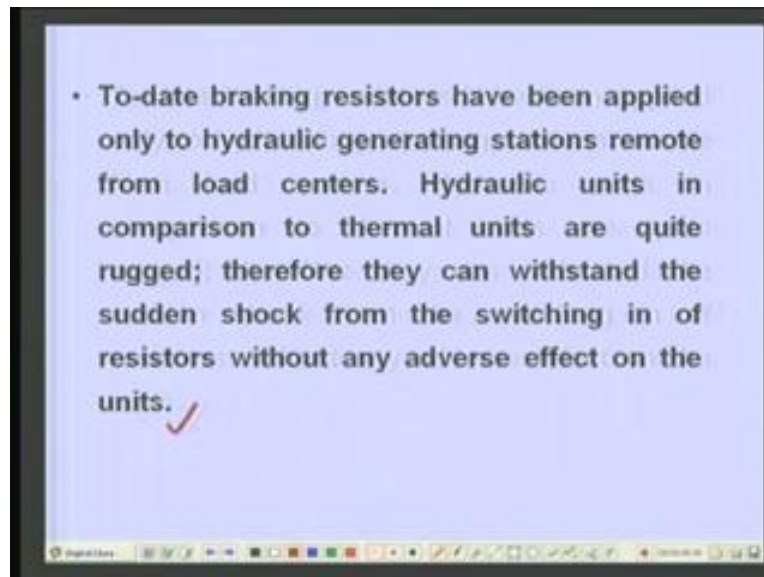 • To-date braking resistors have been applied
only to hydraulic generating stations remote
from load centers. Hydraulic units in
comparison to thermal units are quite
rugged; therefore they can withstand the
sudden shock from the switching in of
resistors without any adverse effect on the
units.